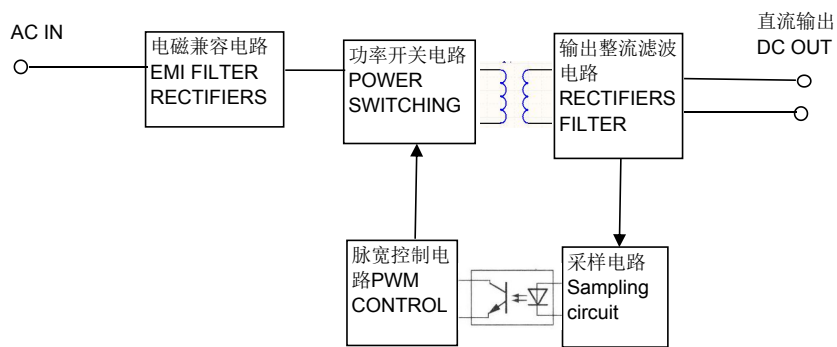 AC IN
电磁兼容电路
EMI FILTER
RECTIFIERS
功率开关电路
POWER
SWITCHING
输出整流滤波
电路
RECTIFIERS
FILTER
直流输出
DC OUT
脉宽控制电
路PWM
CONTROL
采样电路
Sampling
circuit